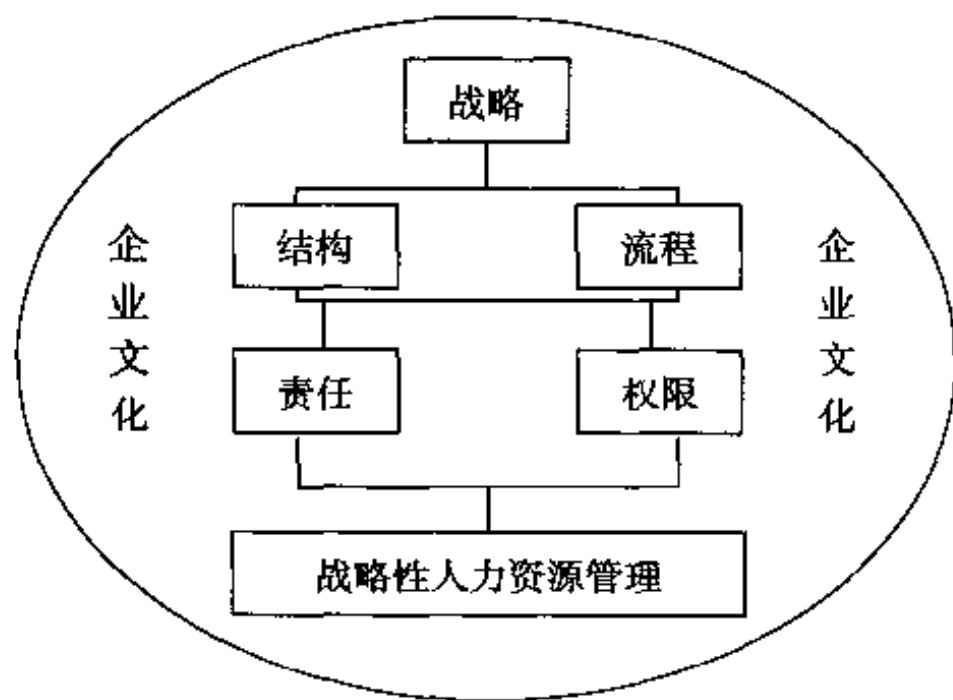 战略
结构
流程
企业文化
企业文化
责任
权限
战略性人力资源管理